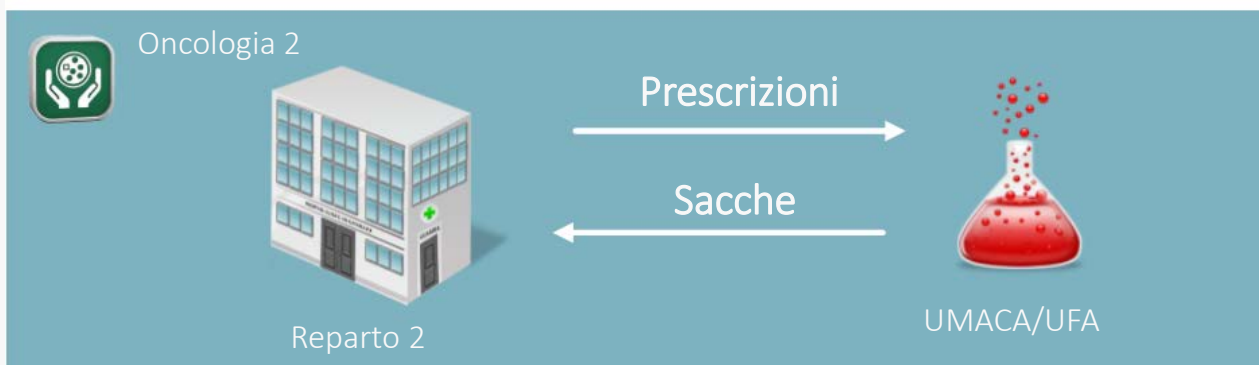 Oncologia 2
Prescrizioni
Sacche
Reparto 2
UMACA/UFA